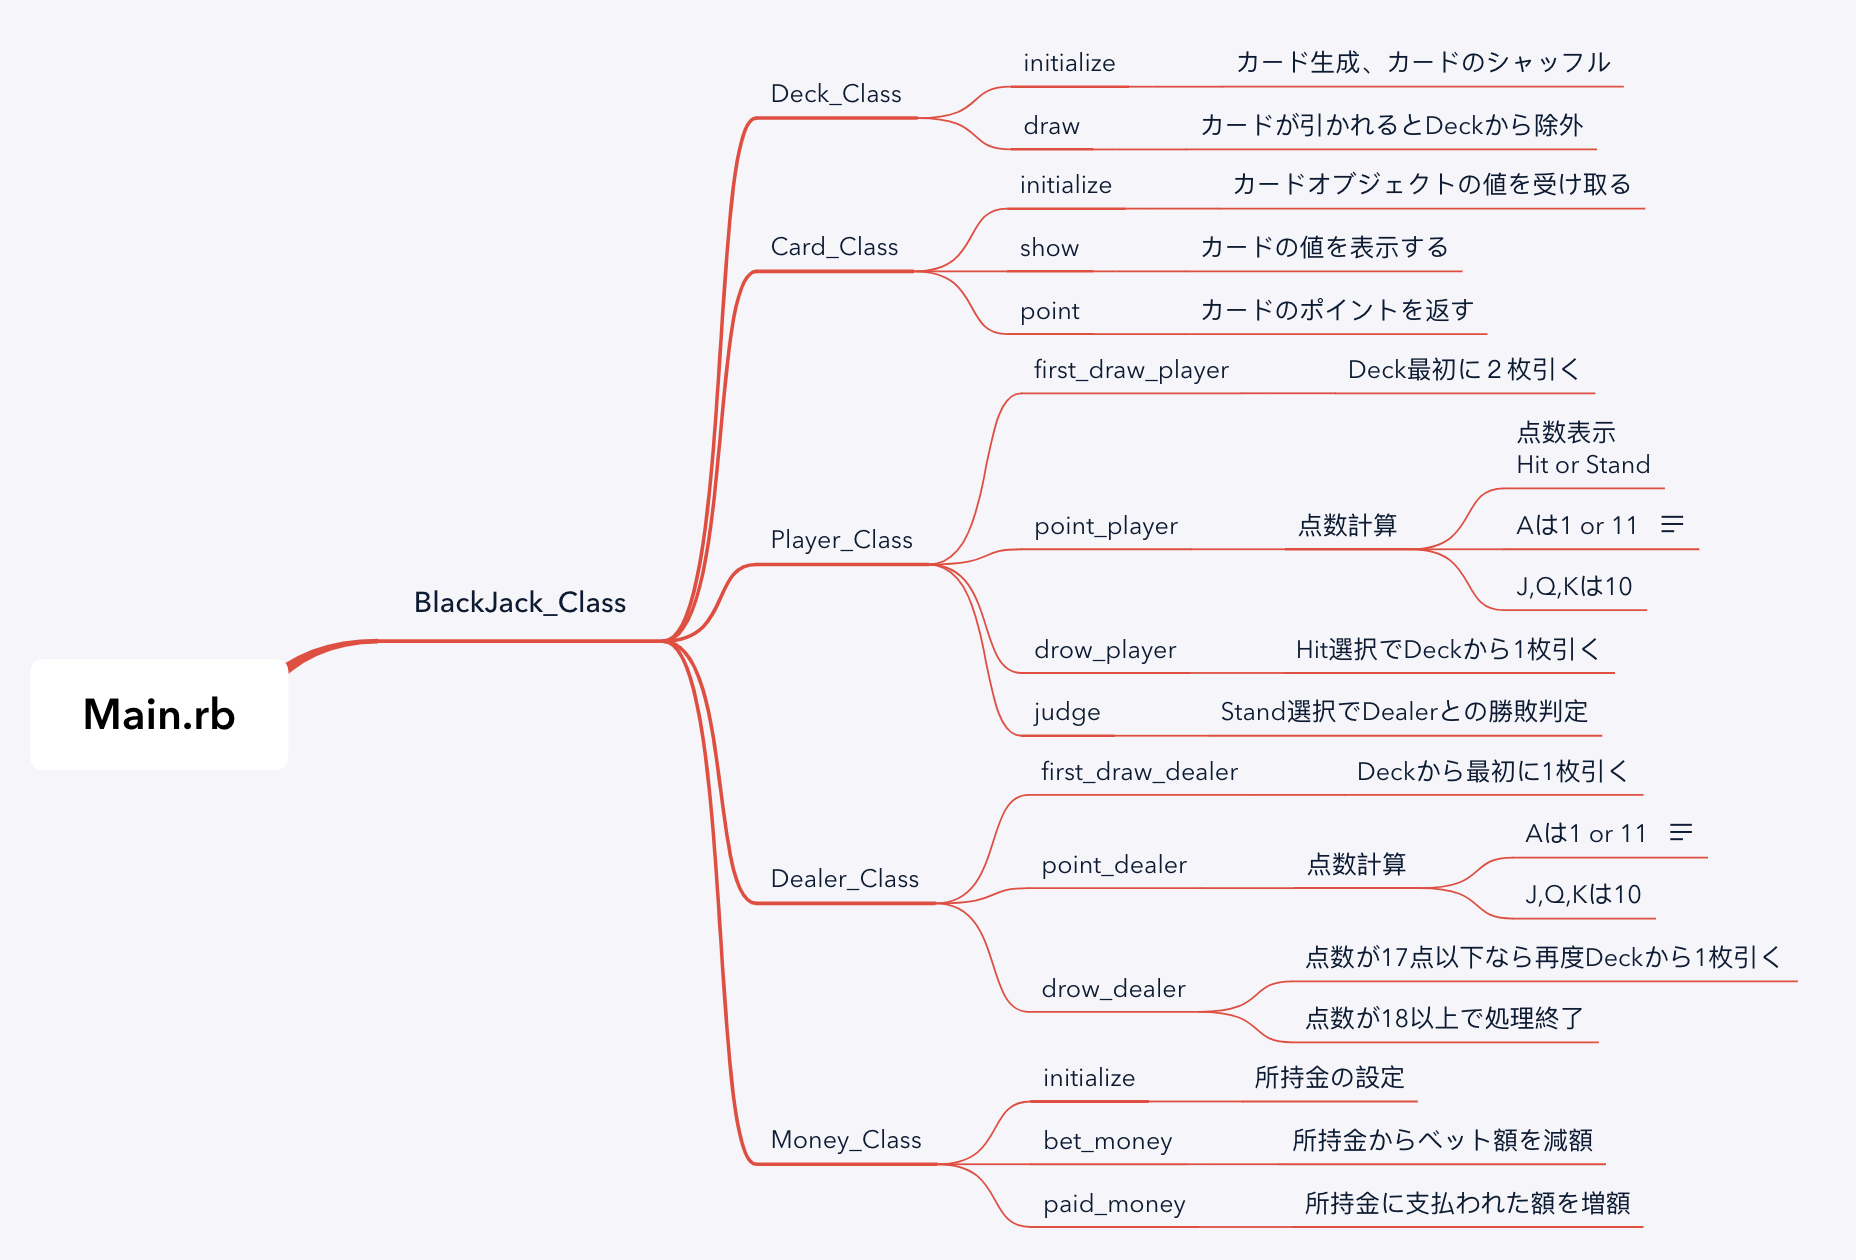 Main.rb
BlackJack_Class
Deck_Class
initialize
カード生成、カードのシャッフル
draw
カードが引かれるとDeckから除外
Card_Class
initialize
カードオブジェクトの値を受け取る
show
カードの値を表示する
point
カードのポイントを返す
Player_Class
first_draw_player
Deck最初に２枚引く
point_player
点数計算
点数表示
Hit or Stand
Aは1 or 11
J,Q,Kは10
drow_player
Hit選択でDeckから1枚引く
judge
Stand選択でDealerとの勝敗判定
Dealer_Class
first_draw_dealer
Deckから最初に1枚引く
point_dealer
点数計算
Aは1 or 11
J,Q,Kは10
drow_dealer
点数が17点以下なら再度Deckから1枚引く
点数が18以上で処理終了
Money_Class
initialize
所持金の設定
bet_money
所持金からベット額を減額
paid_money
所持金に支払われた額を増額